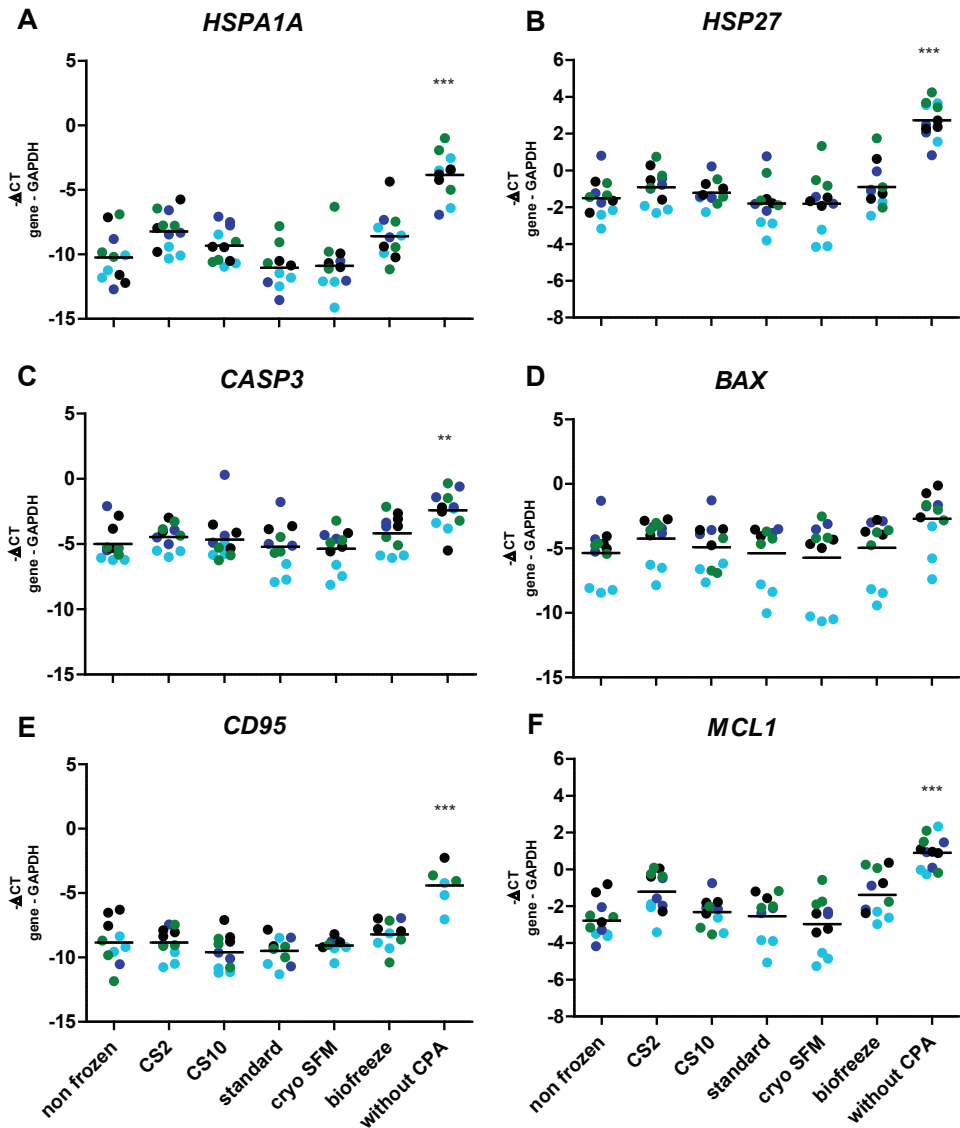 A
HSPA1A
5
0
-5
-10
-15
-ΔCT
gene - GAPDH
***
B
HSP27
6
4
2
0
-2
-4
-6
-8
-ΔCT
gene - GAPDH
***
C
CASP3
5
0
-5
-10
-15
-ΔCT
gene - GAPDH
**
D
BAX
5
0
-5
-10
-15
-ΔCT
gene - GAPDH
E
CD95
5
0
-5
-10
-15
-ΔCT
gene - GAPDH
***
non frozen
CS2
CS10
standard
cryo SFM
biofreeze
without CPA
F
MCL1
6
4
2
0
-2
-4
-6
-8
-ΔCT
gene - GAPDH
***
non frozen
CS2
CS10
standard
cryo SFM
biofreeze
without CPA